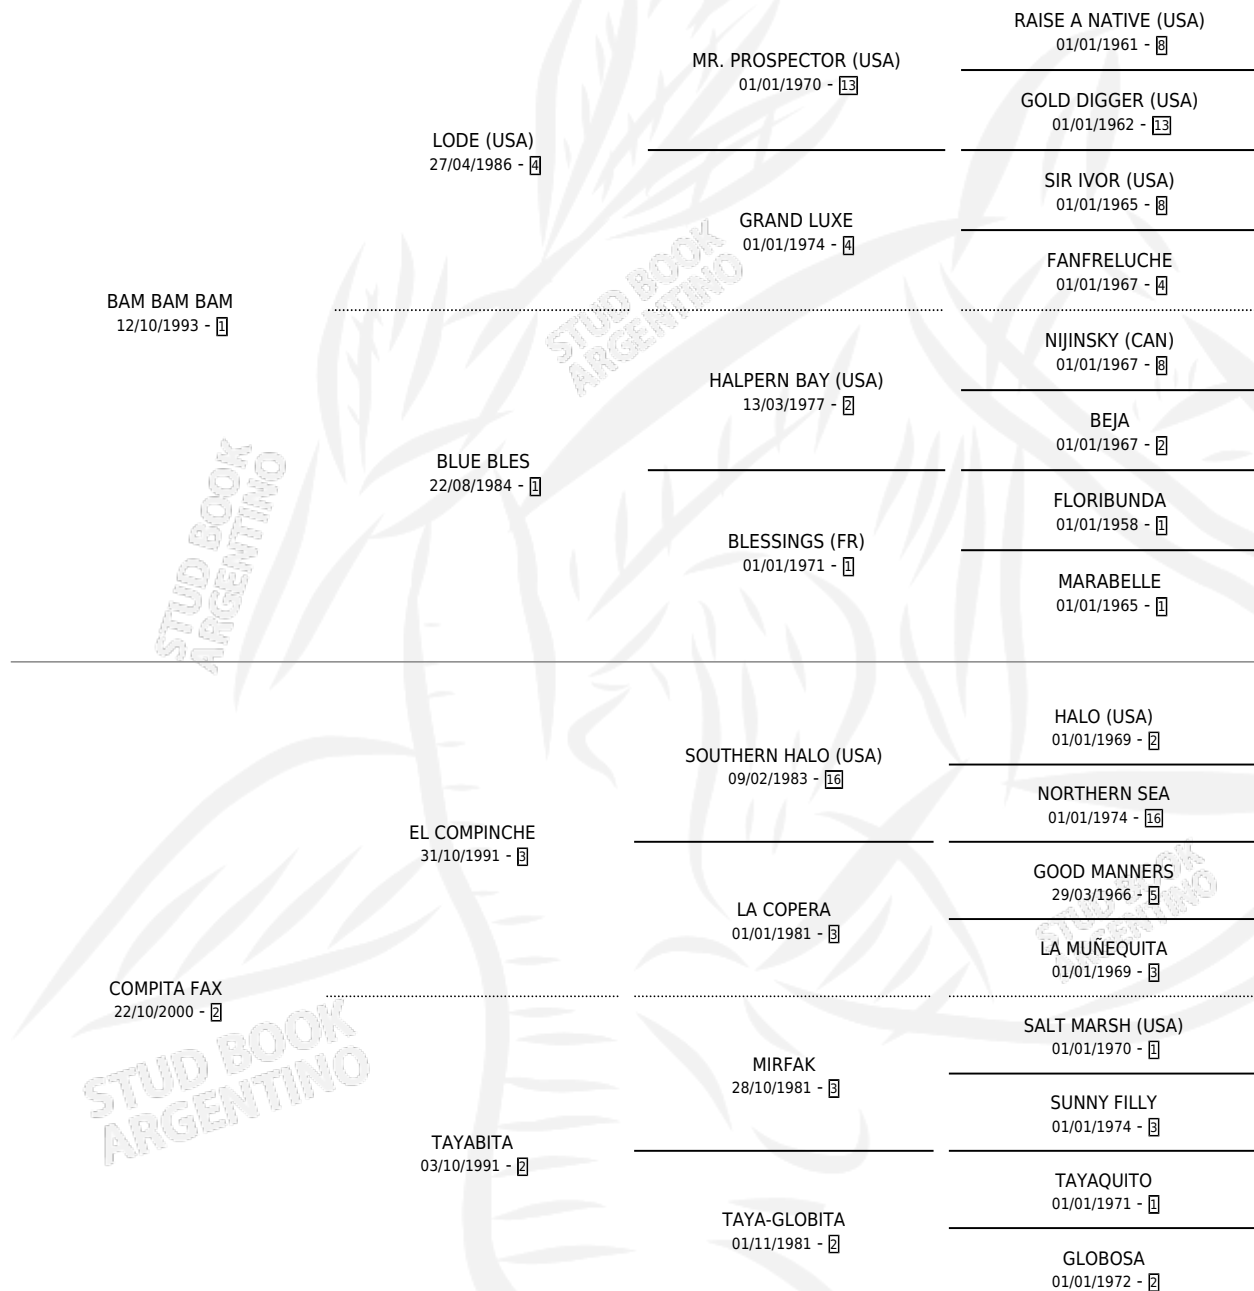 RAISE A NATIVE (USA)
01/01/1961 - 8
MR. PROSPECTOR (USA)
01/01/1970 - 13
GOLD DIGGER (USA)
01/01/1962 - 13
LODE (USA)
27/04/1986 - 4
SIR IVOR (USA)
01/01/1965 - 8
GRAND LUXE
01/01/1974 - 4
FANFRELUCHE
01/01/1967 - 4
BAM BAM BAM
12/10/1993 - 1
NIJINSKY (CAN)
01/01/1967 - 8
HALPERN BAY (USA)
13/03/1977 - 2
BEJA
01/01/1967 - 2
BLUE BLES
22/08/1984 - 1
FLORIBUNDA
01/01/1958 - 1
BLESSINGS (FR)
01/01/1971 - 1
MARABELLE
01/01/1965 - 1
HALO (USA)
01/01/1969 - 2
SOUTHERN HALO (USA)
09/02/1983 - 16
NORTHERN SEA
01/01/1974 - 16
EL COMPINCHE
31/10/1991 - 3
GOOD MANNERS
29/03/1966 - 5
LA COPERA
01/01/1981 - 3
LA MUÑEQUITA
01/01/1969 - 3
COMPITA FAX
22/10/2000 - 2
SALT MARSH (USA)
01/01/1970 - 1
MIRFAK
28/10/1981 - 3
SUNNY FILLY
01/01/1974 - 3
TAYABITA
03/10/1991 - 2
TAYAQUITO
01/01/1971 - 1
TAYA-GLOBITA
01/11/1981 - 2
GLOBOSA
01/01/1972 - 2
STUD BOOK
ARGENTINO
STUD BOOK
ARGENTINO
STUD BOOK
ARGENTINO
STUD BOOK
ARGENTINO